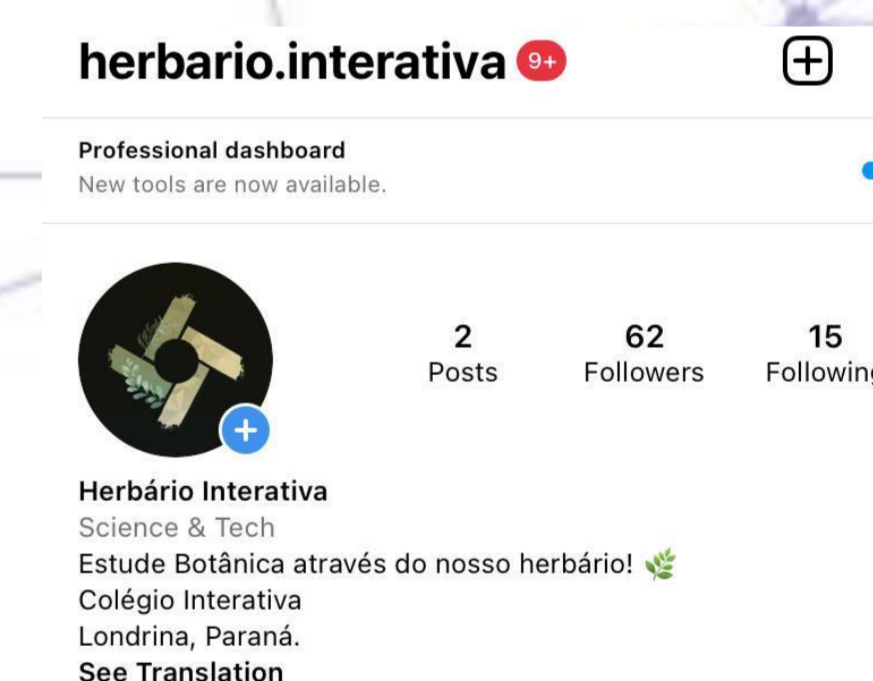 herbario.interativa 9+
Professional dashboard
New tools are now available.
2 62 15
Posts Followers Following
Herbário Interativa
Science & Tech
Estude Botânica através do nosso herbário! 🌿
Colégio Interativa
Londrina, Paraná.
See Translation